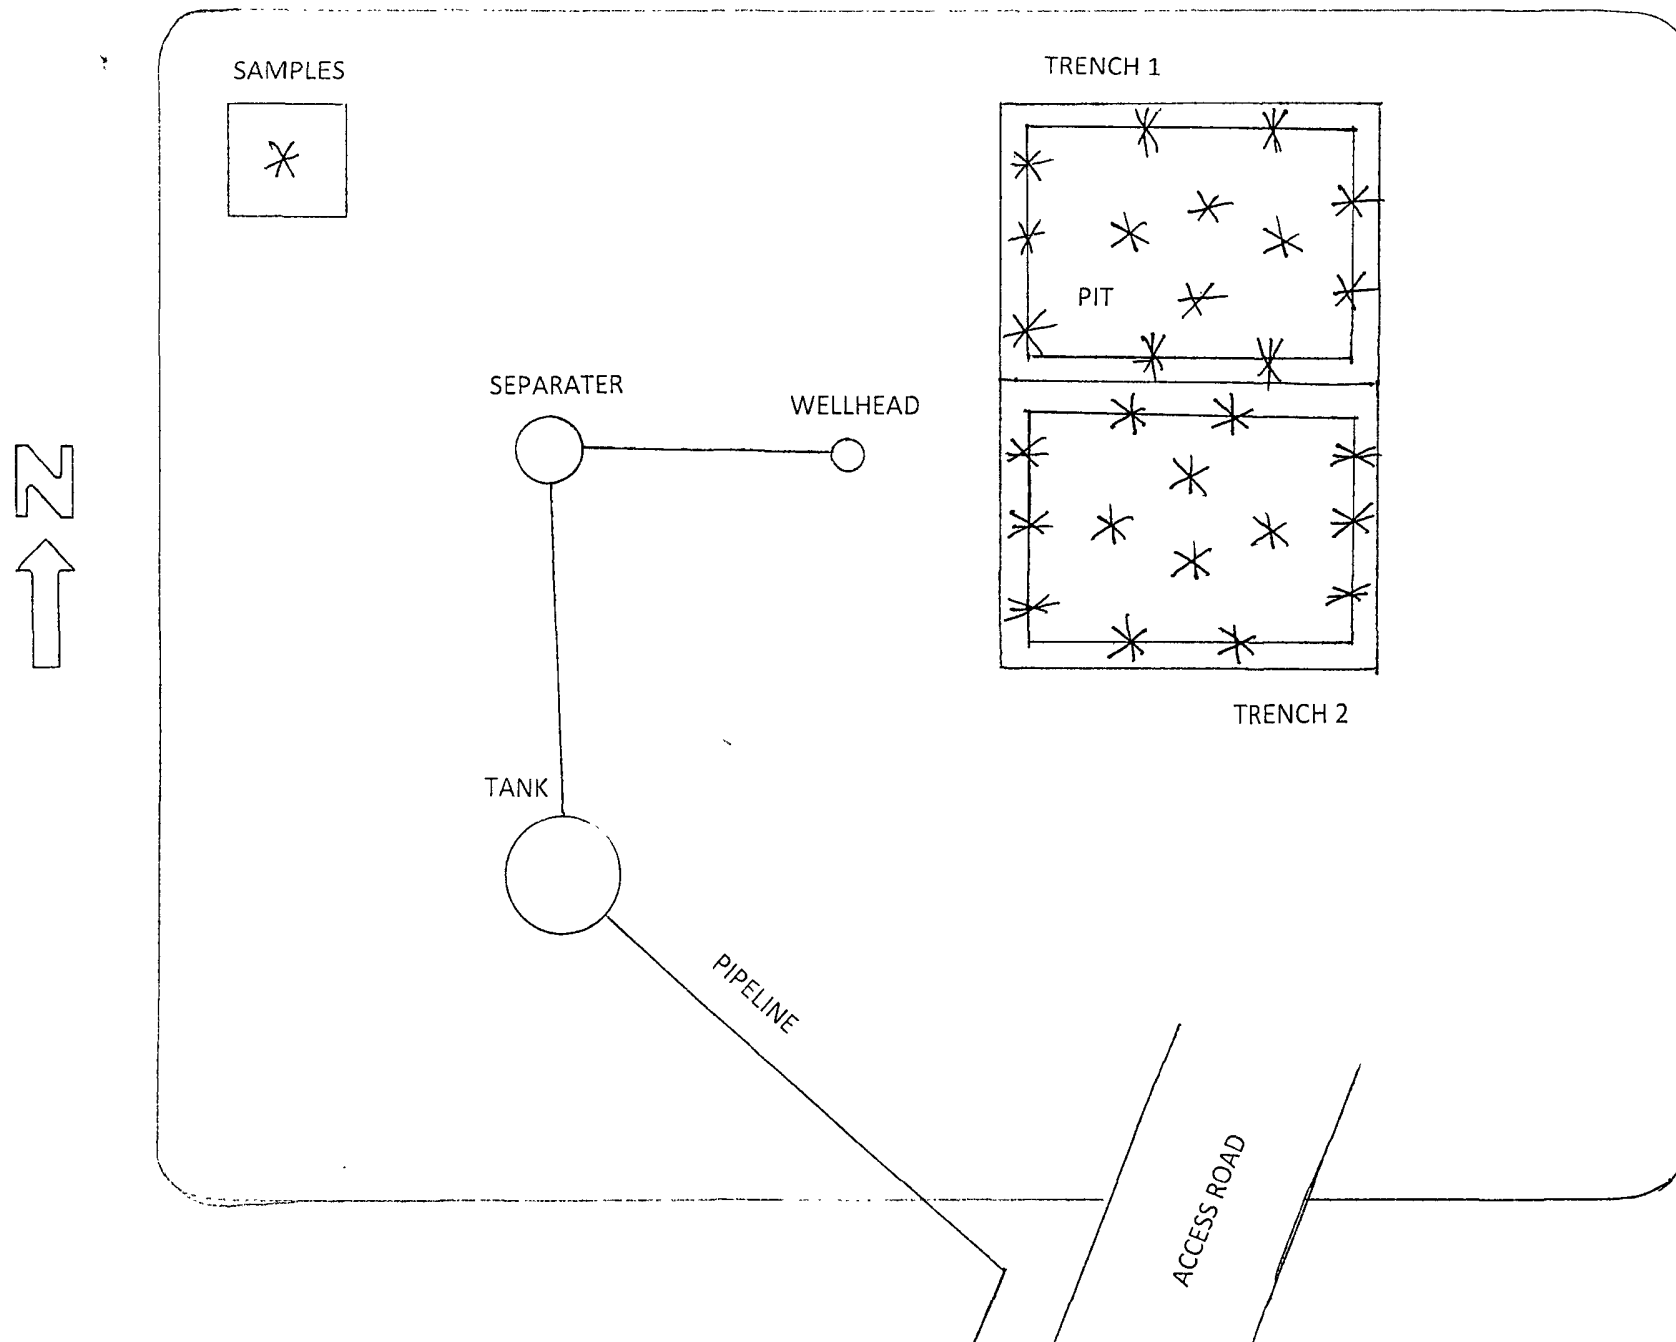 SAMPLES
TRENCH 1
PIT
SEPARATER
WELLHEAD
N
TRENCH 2
TANK
PIPELINE
ACCESS ROAD